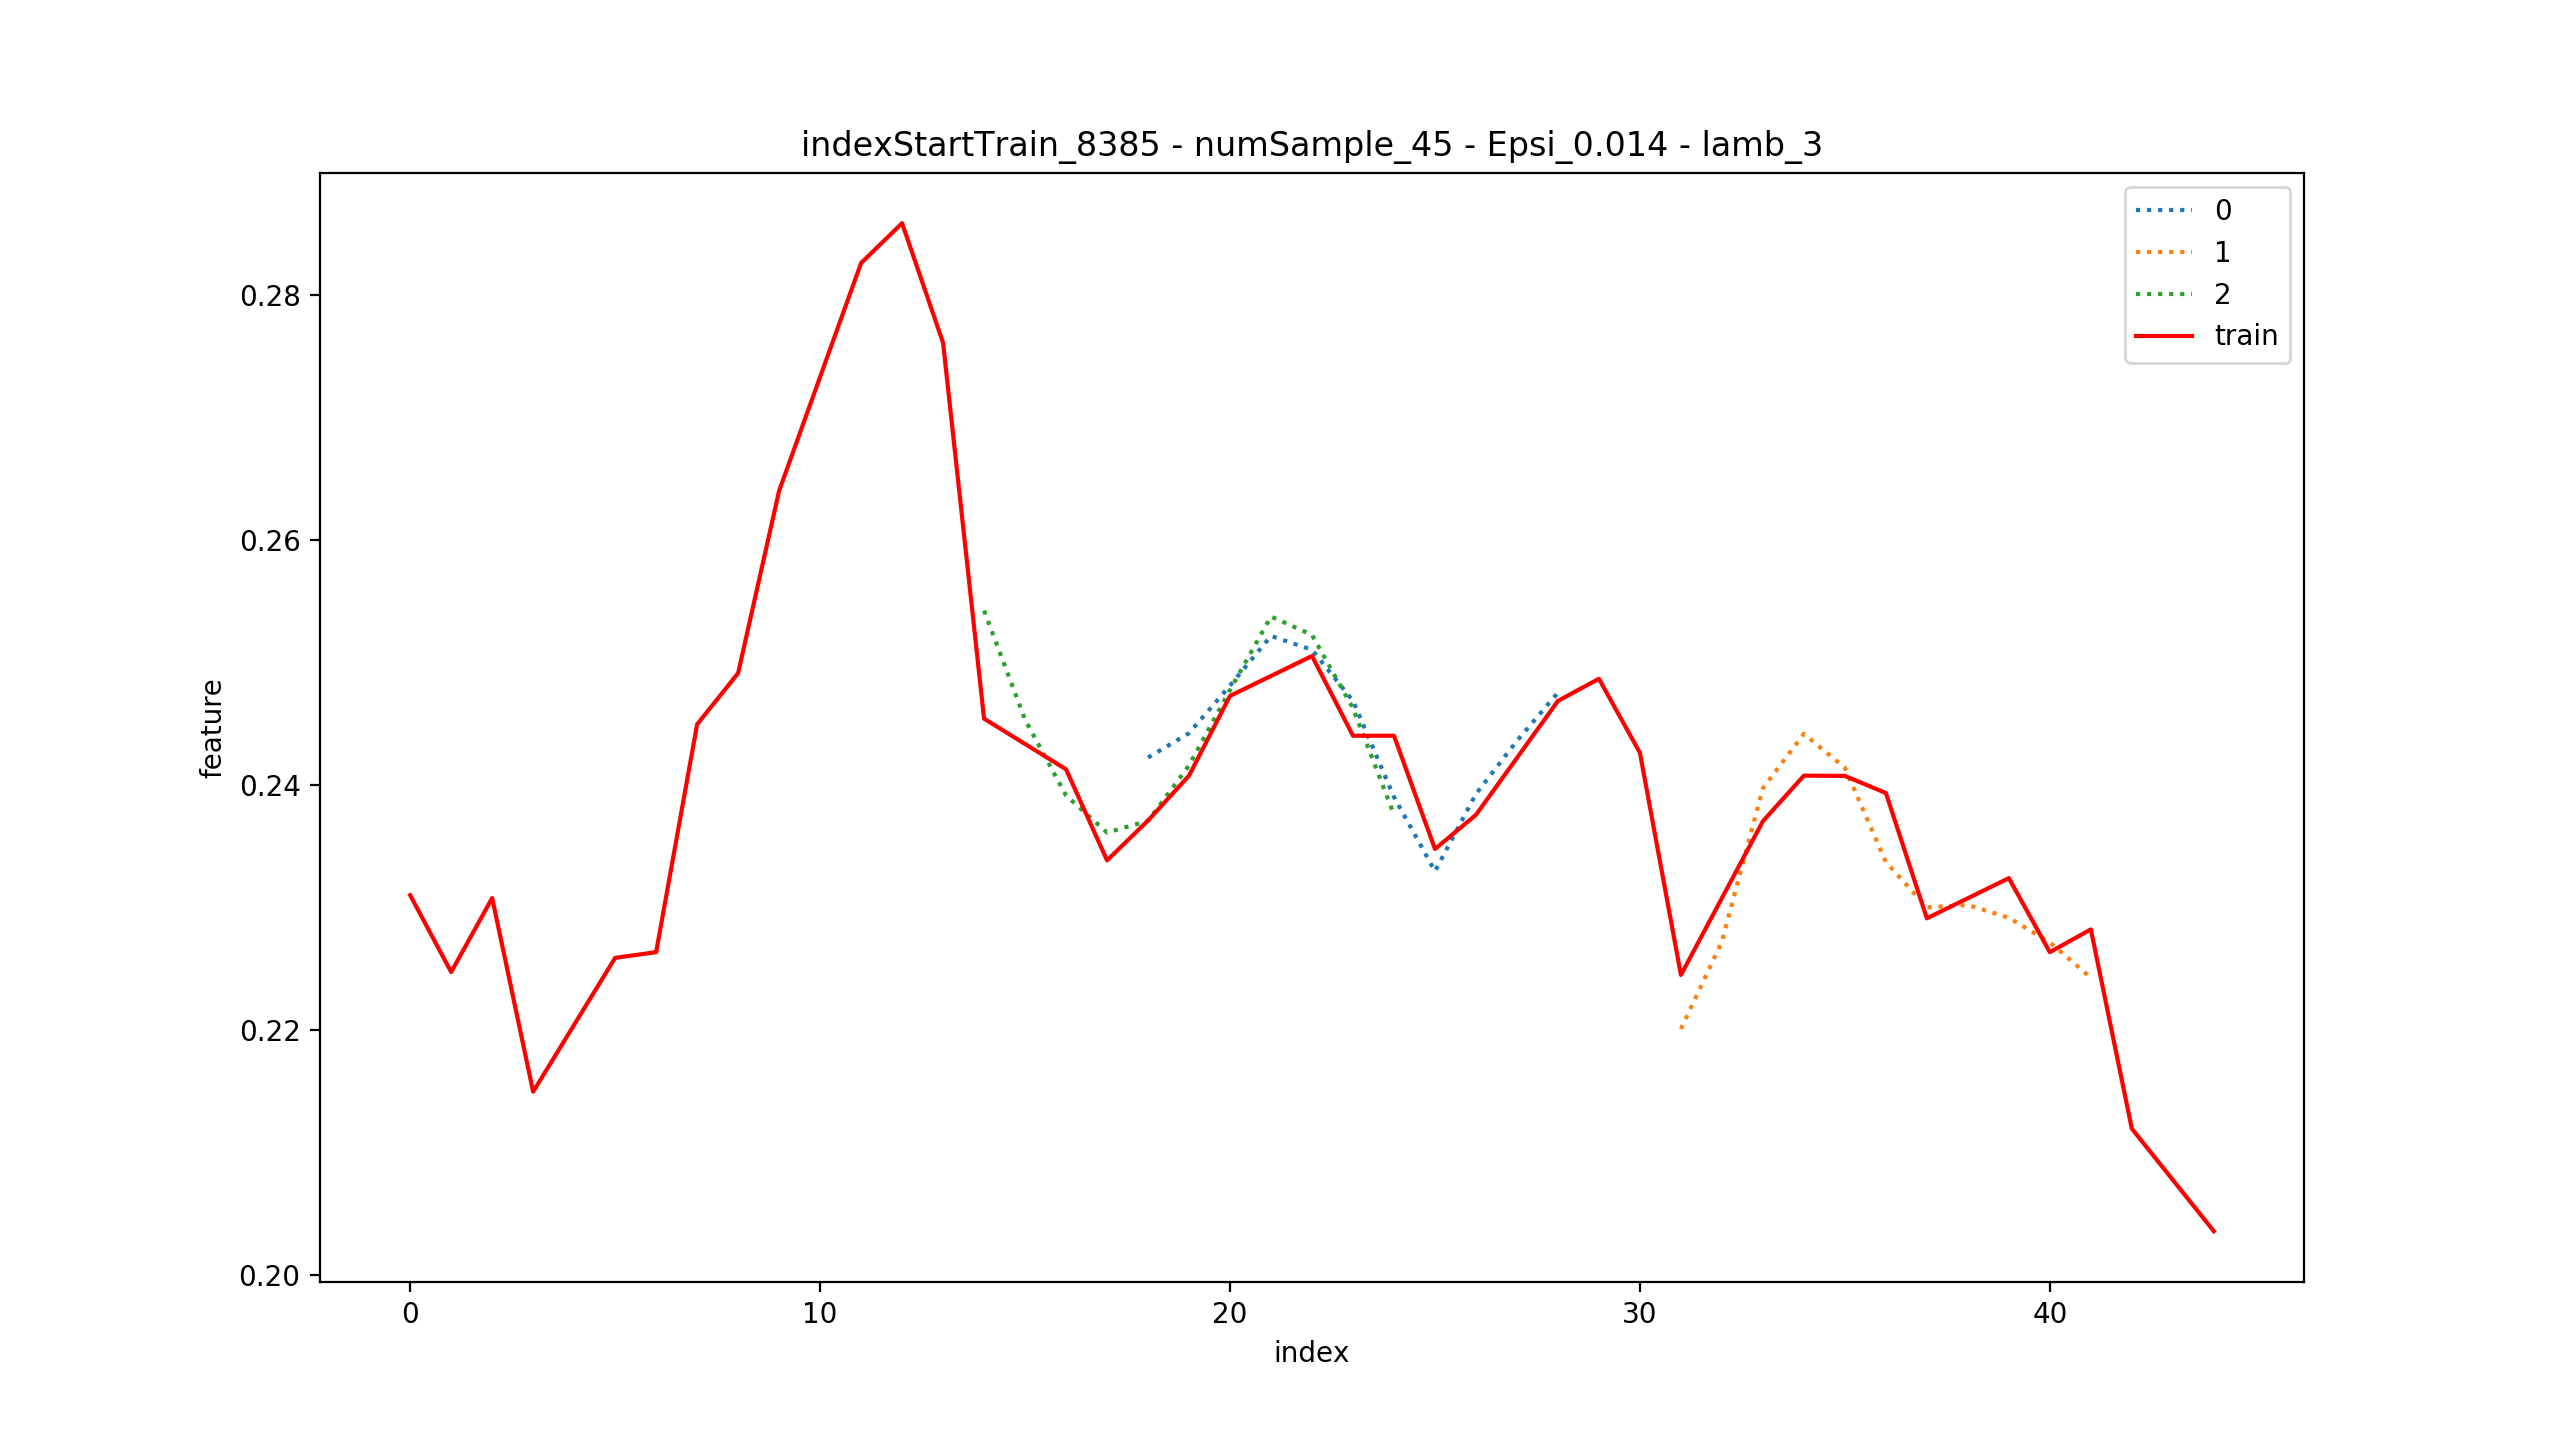 indexStartTrain_8385 - numSample_45 - Epsi_0.014 - lamb_3
0
1
2
train
0.28
0.26
0.24
0.22
0.20
feature
0 10 20 30 40
index